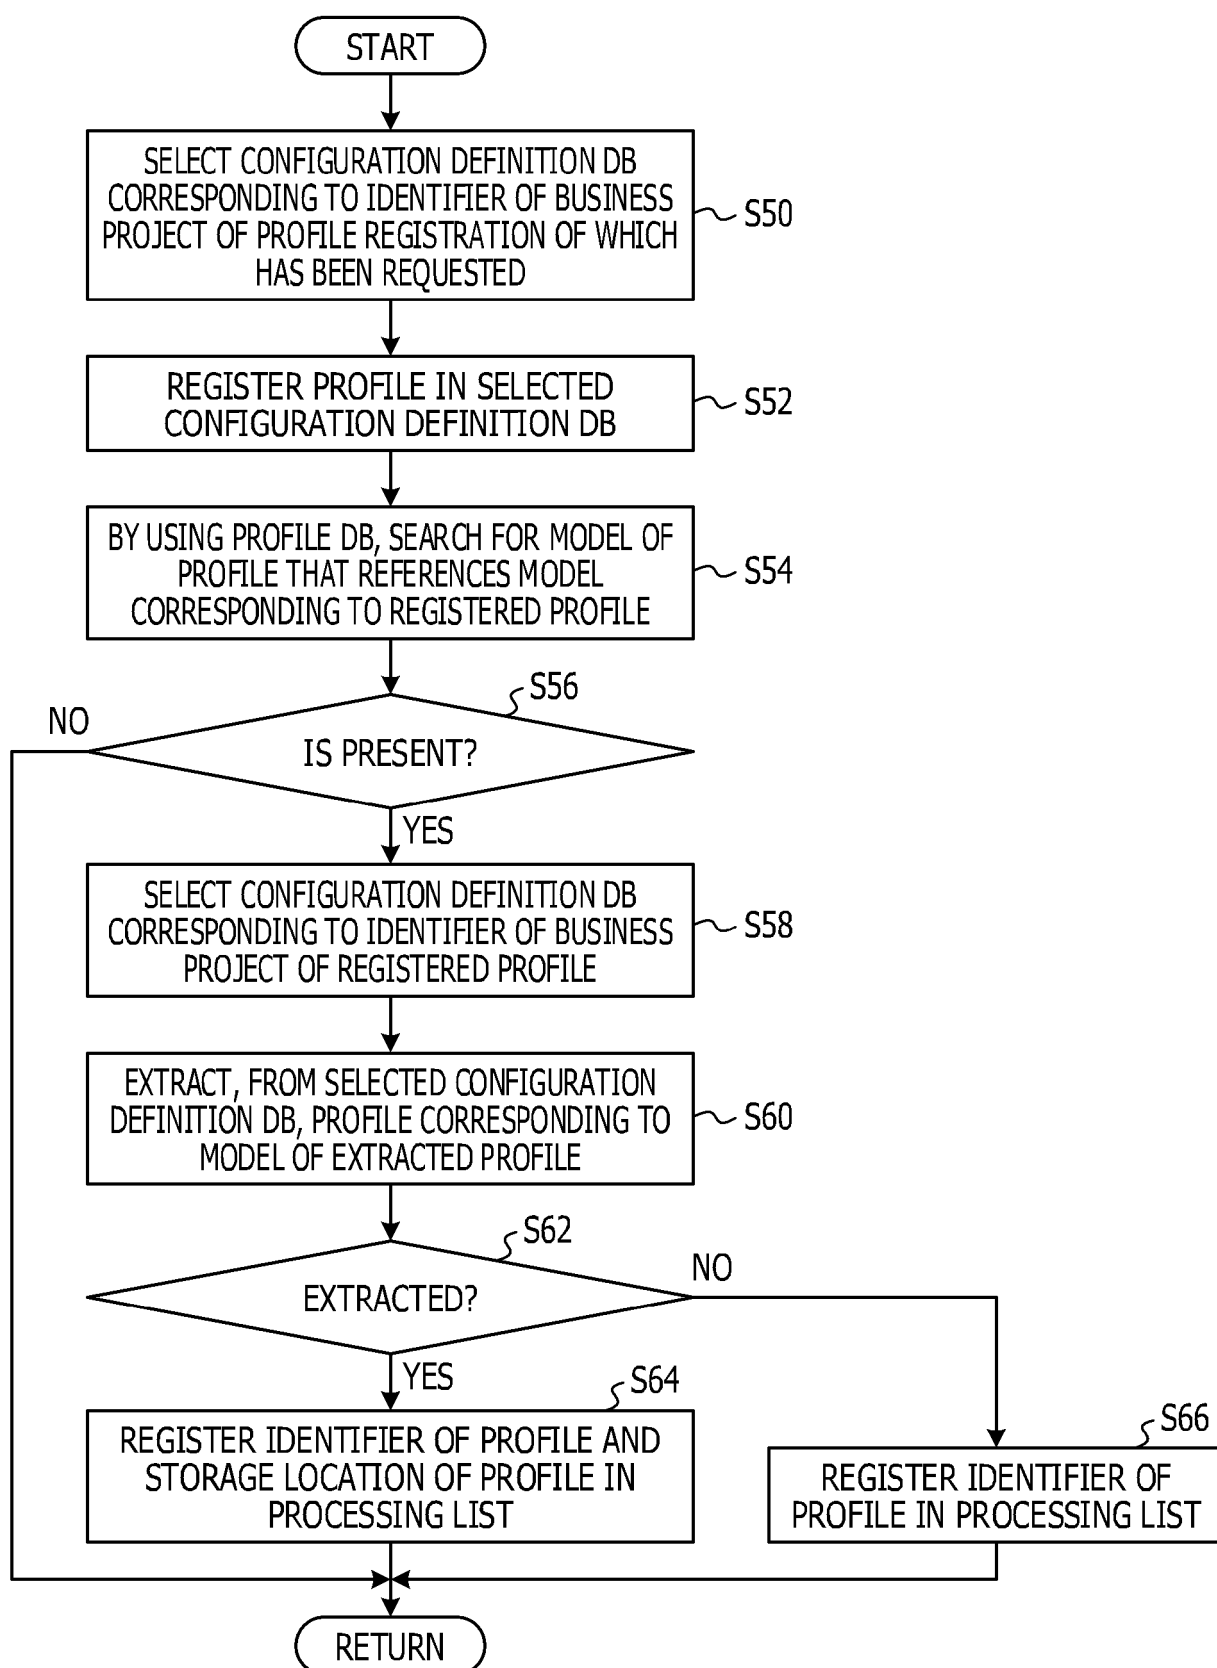 START
SELECT CONFIGURATION DEFINITION DB
CORRESPONDING TO IDENTIFIER OF BUSINESS
PROJECT OF PROFILE REGISTRATION OF WHICH
HAS BEEN REQUESTED
S50
REGISTER PROFILE IN SELECTED
CONFIGURATION DEFINITION DB
S52
BY USING PROFILE DB, SEARCH FOR MODEL OF
PROFILE THAT REFERENCES MODEL
CORRESPONDING TO REGISTERED PROFILE
S54
S56
NO
IS PRESENT?
YES
SELECT CONFIGURATION DEFINITION DB
CORRESPONDING TO IDENTIFIER OF BUSINESS
PROJECT OF REGISTERED PROFILE
S58
EXTRACT, FROM SELECTED CONFIGURATION
DEFINITION DB, PROFILE CORRESPONDING TO
MODEL OF EXTRACTED PROFILE
S60
S62
NO
EXTRACTED?
YES
S64
REGISTER IDENTIFIER OF PROFILE AND
STORAGE LOCATION OF PROFILE IN
PROCESSING LIST
S66
REGISTER IDENTIFIER OF
PROFILE IN PROCESSING LIST
RETURN